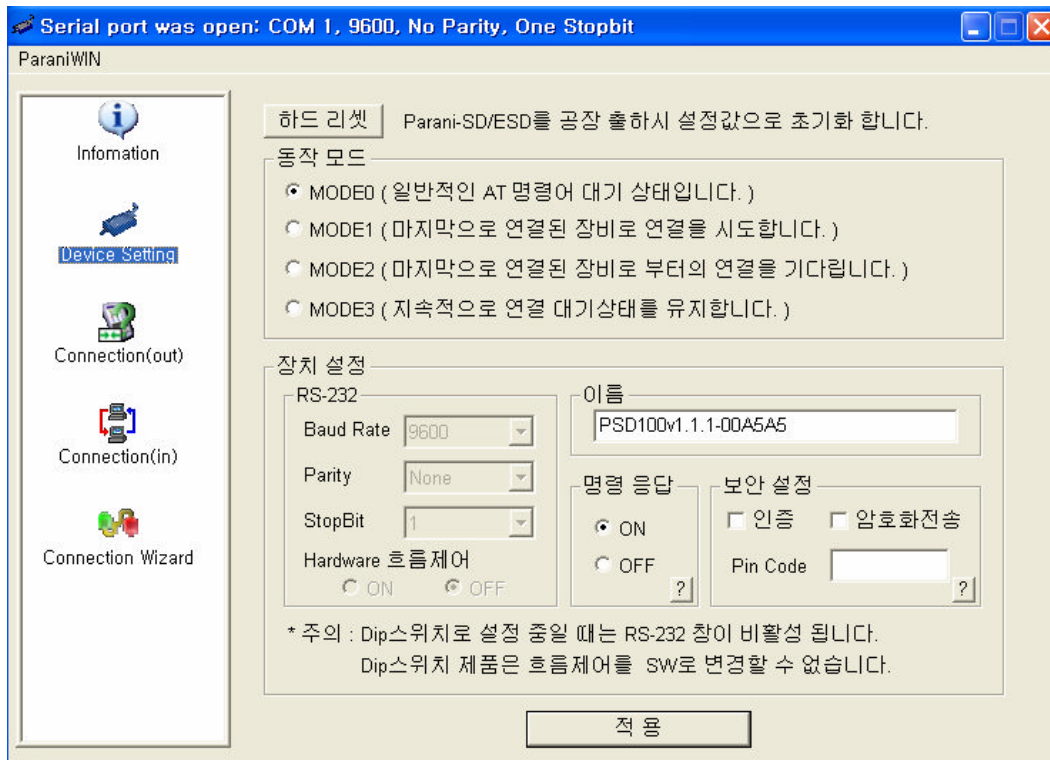 Serial port was open: COM 1, 9600, No Parity, One Stopbit
ParaniWIN
Infomation
Device Setting
Connection(out)
Connection(in)
Connection Wizard
하드 리셋 Parani-SD/ESD를 공장 출하시 설정값으로 초기화 합니다.
동작 모드
MODE0 ( 일반적인 AT 명령어 대기 상태입니다. )
MODE1 ( 마지막으로 연결된 장비로 연결을 시도합니다. )
MODE2 ( 마지막으로 연결된 장비로 부터의 연결을 기다립니다. )
MODE3 ( 지속적으로 연결 대기상태를 유지합니다. )
장치 설정
RS-232
Baud Rate 9600
Parity None
StopBit 1
Hardware 흐름제어
ON OFF
이름
PSD100v1.1.1-00A5A5
명령 응답
ON
OFF
?
보안 설정
인증 암호화전송
Pin Code
?
* 주의 : Dip스위치로 설정 중일 때는 RS-232 창이 비활성 됩니다.
Dip스위치 제품은 흐름제어를 SW로 변경할 수 없습니다.
적 용